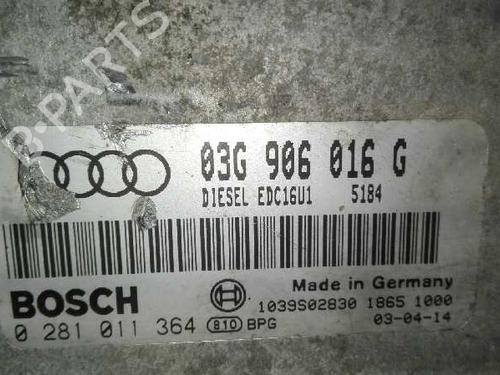 B-PARTS
03G 906 016 G
DIESEL EDC16U1 5184
BOSCH
Made in Germany
1039S02830 1865 1000
0 281 011 364 810 BPG 03-04-14